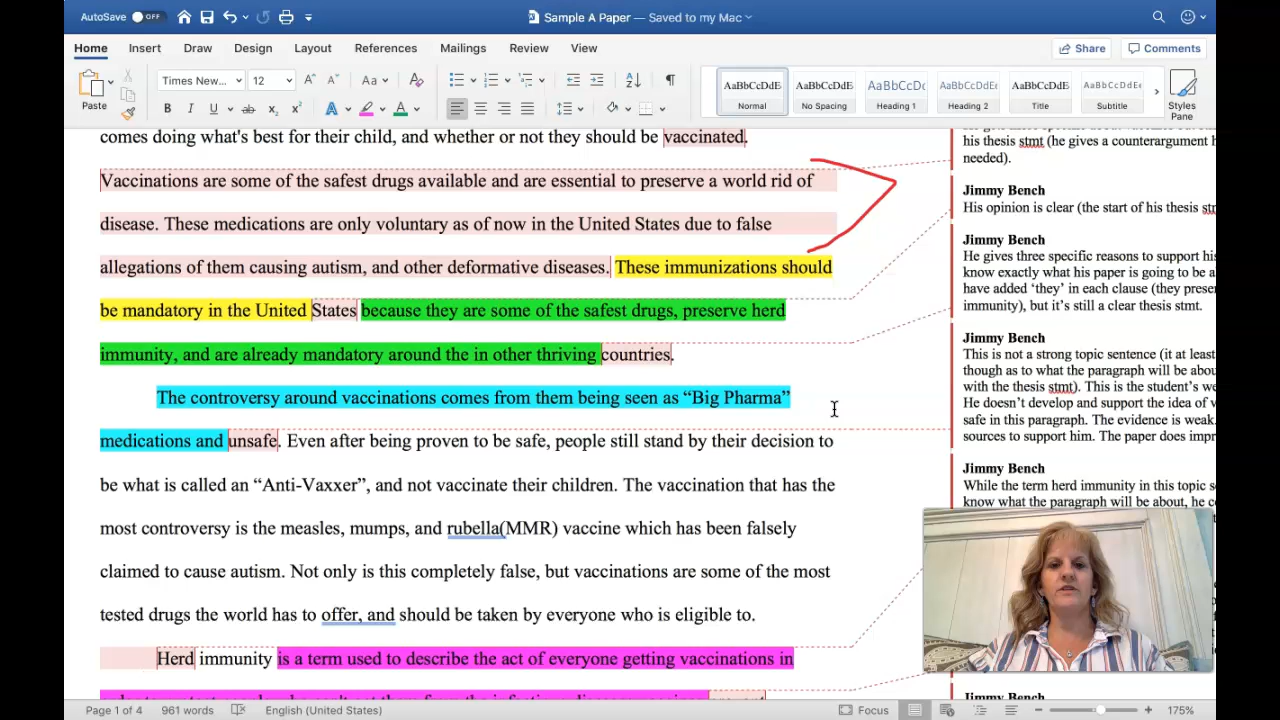 AutoSave OFF
Sample A Paper — Saved to my Mac
Home Insert Draw Design Layout References Mailings Review View Share Comments
Paste
Times New... 12
Aa
B I U ab x₂ x² A A
AaBbCcDdE AaBbCcDdE AaBbCcDc AaBbCcDdE AaBbCcDdE AaBbCcDdE
Normal No Spacing Heading 1 Heading 2 Title Subtitle
Styles
Pane
comes doing what's best for their child, and whether or not they should be vaccinated.
Vaccinations are some of the safest drugs available and are essential to preserve a world rid of
disease. These medications are only voluntary as of now in the United States due to false
allegations of them causing autism, and other deformative diseases. These immunizations should
be mandatory in the United States because they are some of the safest drugs, preserve herd
immunity, and are already mandatory around the in other thriving countries.
The controversy around vaccinations comes from them being seen as “Big Pharma”
medications and unsafe. Even after being proven to be safe, people still stand by their decision to
be what is called an “Anti-Vaxxer”, and not vaccinate their children. The vaccination that has the
most controversy is the measles, mumps, and rubella(MMR) vaccine which has been falsely
claimed to cause autism. Not only is this completely false, but vaccinations are some of the most
tested drugs the world has to offer, and should be taken by everyone who is eligible to.
Herd immunity is a term used to describe the act of everyone getting vaccinations in
his thesis stmt (he gives a counterargument
needed).
Jimmy Bench
His opinion is clear (the start of his thesis
Jimmy Bench
He gives three specific reasons to support
know exactly what his paper is going to be
have added ‘they’ in each clause (they
immunity), but it’s still a clear thesis stmt.
Jimmy Bench
This is not a strong topic sentence (it at least
though as to what the paragraph will be
with the thesis stmt). This is the student’s
He doesn’t develop and support the idea of
safe in this paragraph. The evidence is weak.
sources to support him. The paper does
Jimmy Bench
While the term herd immunity in this topic
know what the paragraph will be about, he
Jimmy Bench
Page 1 of 4 961 words English (United States) Focus 175%